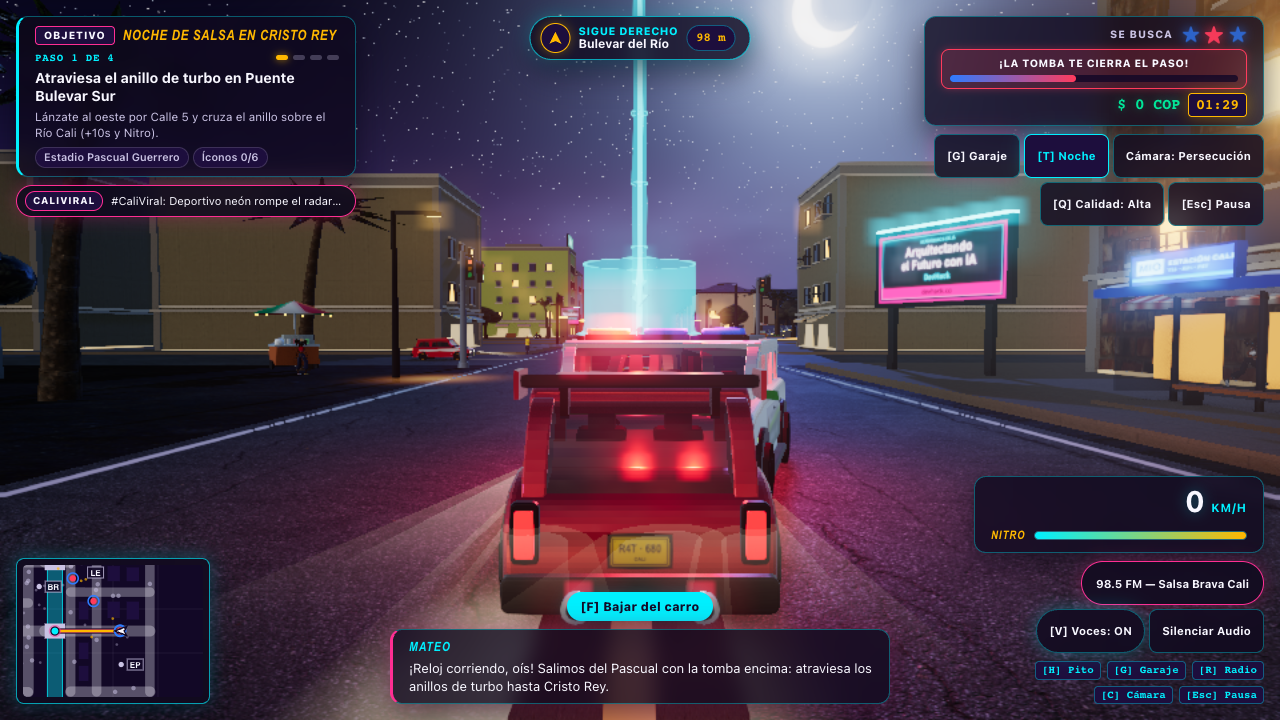 OBJETIVO NOCHE DE SALSA EN CRISTO REY
PASO 1 DE 4
Atraviesa el anillo de turbo en Puente
Bulevar Sur
Lánzate al oeste por Calle 5 y cruza el anillo sobre el
Río Cali (+10s y Nitro).
Estadio Pascual Guerrero
Íconos 0/6
CALIVIRAL #CaliViral: Deportivo neón rompe el radar...
SIGUE DERECHO
Bulevar del Río
98 m
SE BUSCA
¡LA TOMBA TE CIERRA EL PASO!
$ 0 COP 01:29
[G] Garaje
[T] Noche
Cámara: Persecución
[Q] Calidad: Alta
[Esc] Pausa
Arquitectando
el Futuro con IA
DevHack
ESTACIÓN CALI
R4T · 680
[F] Bajar del carro
MATEO
¡Reloj corriendo, oís! Salimos del Pascual con la tomba encima: atraviesa los
anillos de turbo hasta Cristo Rey.
BR
LE
EP
0 KM/H
NITRO
98.5 FM — Salsa Brava Cali
[V] Voces: ON
Silenciar Audio
[H] Pito
[G] Garaje
[R] Radio
[C] Cámara
[Esc] Pausa